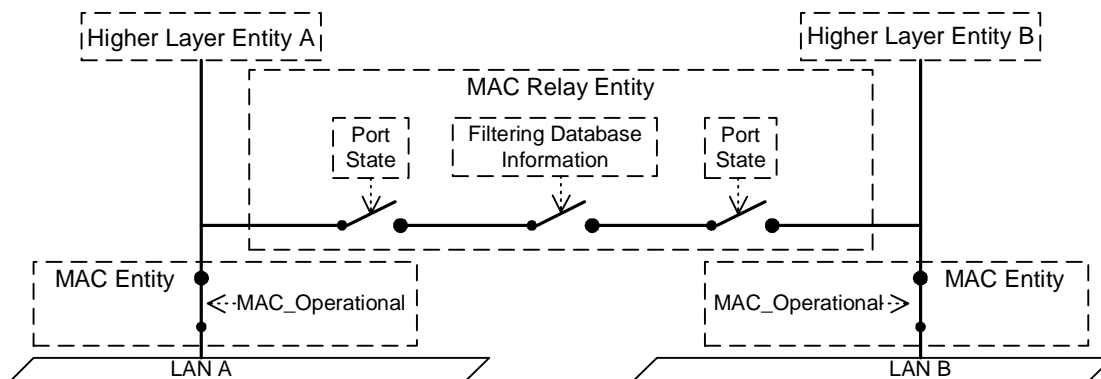 Higher Layer Entity A
Higher Layer Entity B
MAC Relay Entity
Port
State
Filtering Database
Information
Port
State
MAC Entity
MAC_Operational
MAC Entity
MAC_Operational
LAN A
LAN B